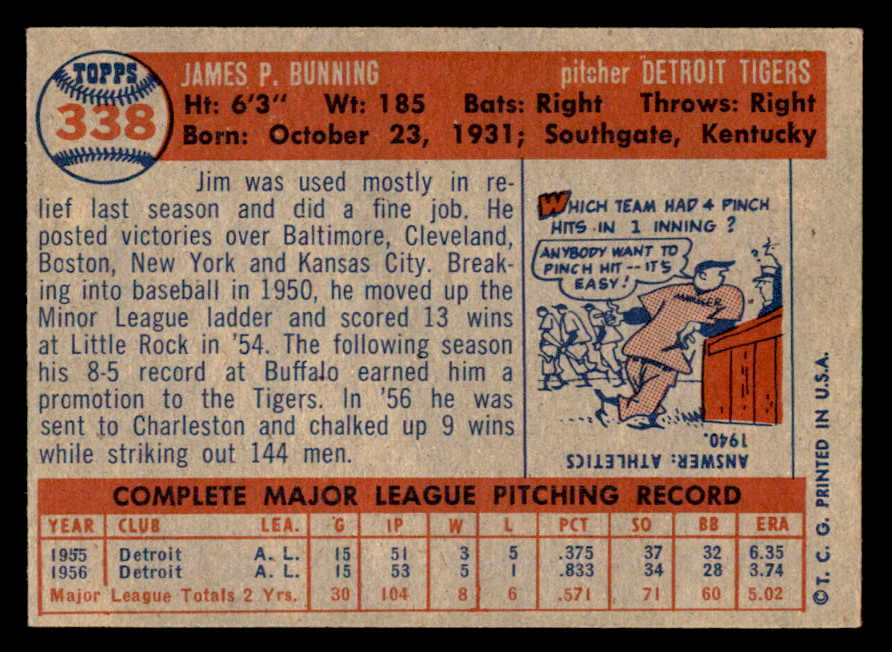 TOPPS
338
JAMES P. BUNNING pitcher DETROIT TIGERS
Ht: 6'3" Wt: 185 Bats: Right Throws: Right
Born: October 23, 1931; Southgate, Kentucky
Jim was used mostly in re-
lief last season and did a fine job. He
posted victories over Baltimore, Cleveland,
Boston, New York and Kansas City. Break-
ing into baseball in 1950, he moved up the
Minor League ladder and scored 13 wins
at Little Rock in '54. The following season
his 8-5 record at Buffalo earned him a
promotion to the Tigers. In '56 he was
sent to Charleston and chalked up 9 wins
while striking out 144 men.
WHICH TEAM HAD 4 PINCH
HITS IN 1 INNING ?
ANYBODY WANT TO
PINCH HIT -- IT'S
EASY!
MANAGER
ANSWER: ATHLETICS
1940.
COMPLETE MAJOR LEAGUE PITCHING RECORD
YEAR CLUB LEA. G IP W L PCT SO BB ERA
1955 Detroit A. L. 15 51 3 5 .375 37 32 6.35
1956 Detroit A. L. 15 53 5 1 .833 34 28 3.74
Major League Totals 2 Yrs. 30 104 8 6 .571 71 60 5.02
©T. C. G. PRINTED IN U.S.A.